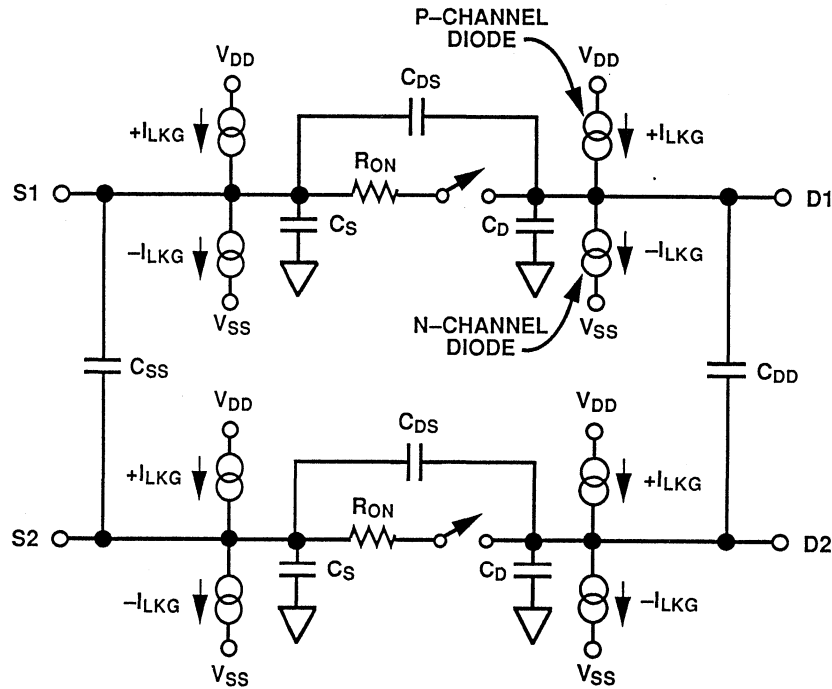 P–CHANNEL
DIODE
VDD
CDS
VDD
+ILKG
+ILKG
RON
S1
D1
CS
CD
–ILKG
–ILKG
VSS
N–CHANNEL
DIODE
VSS
CSS
CDD
VDD
CDS
VDD
+ILKG
+ILKG
RON
S2
D2
CS
CD
–ILKG
–ILKG
VSS
VSS